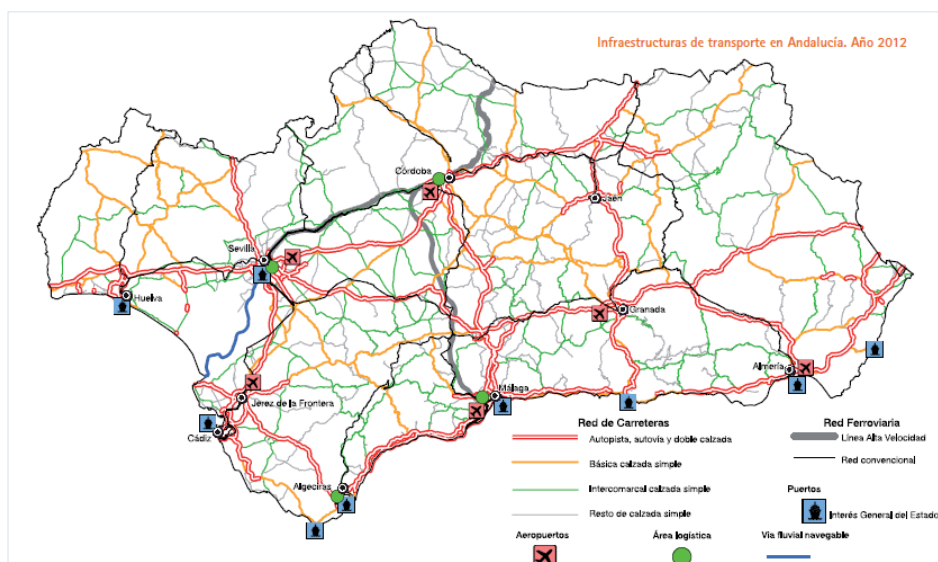 Infraestructuras de transporte en Andalucía. Año 2012
Córdoba
Jaén
Sevilla
Huelva
Granada
Almería
Málaga
Jerez de la Frontera
Cádiz
Algeciras
Red de Carreteras
Autopista, autovía y doble calzada
Básica calzada simple
Intercomarcal calzada simple
Resto de calzada simple
Red Ferroviaria
Línea Alta Velocidad
Red convencional
Puertos
Interés General del Estado
Aeropuertos
Área logística
Via fluvial navegable